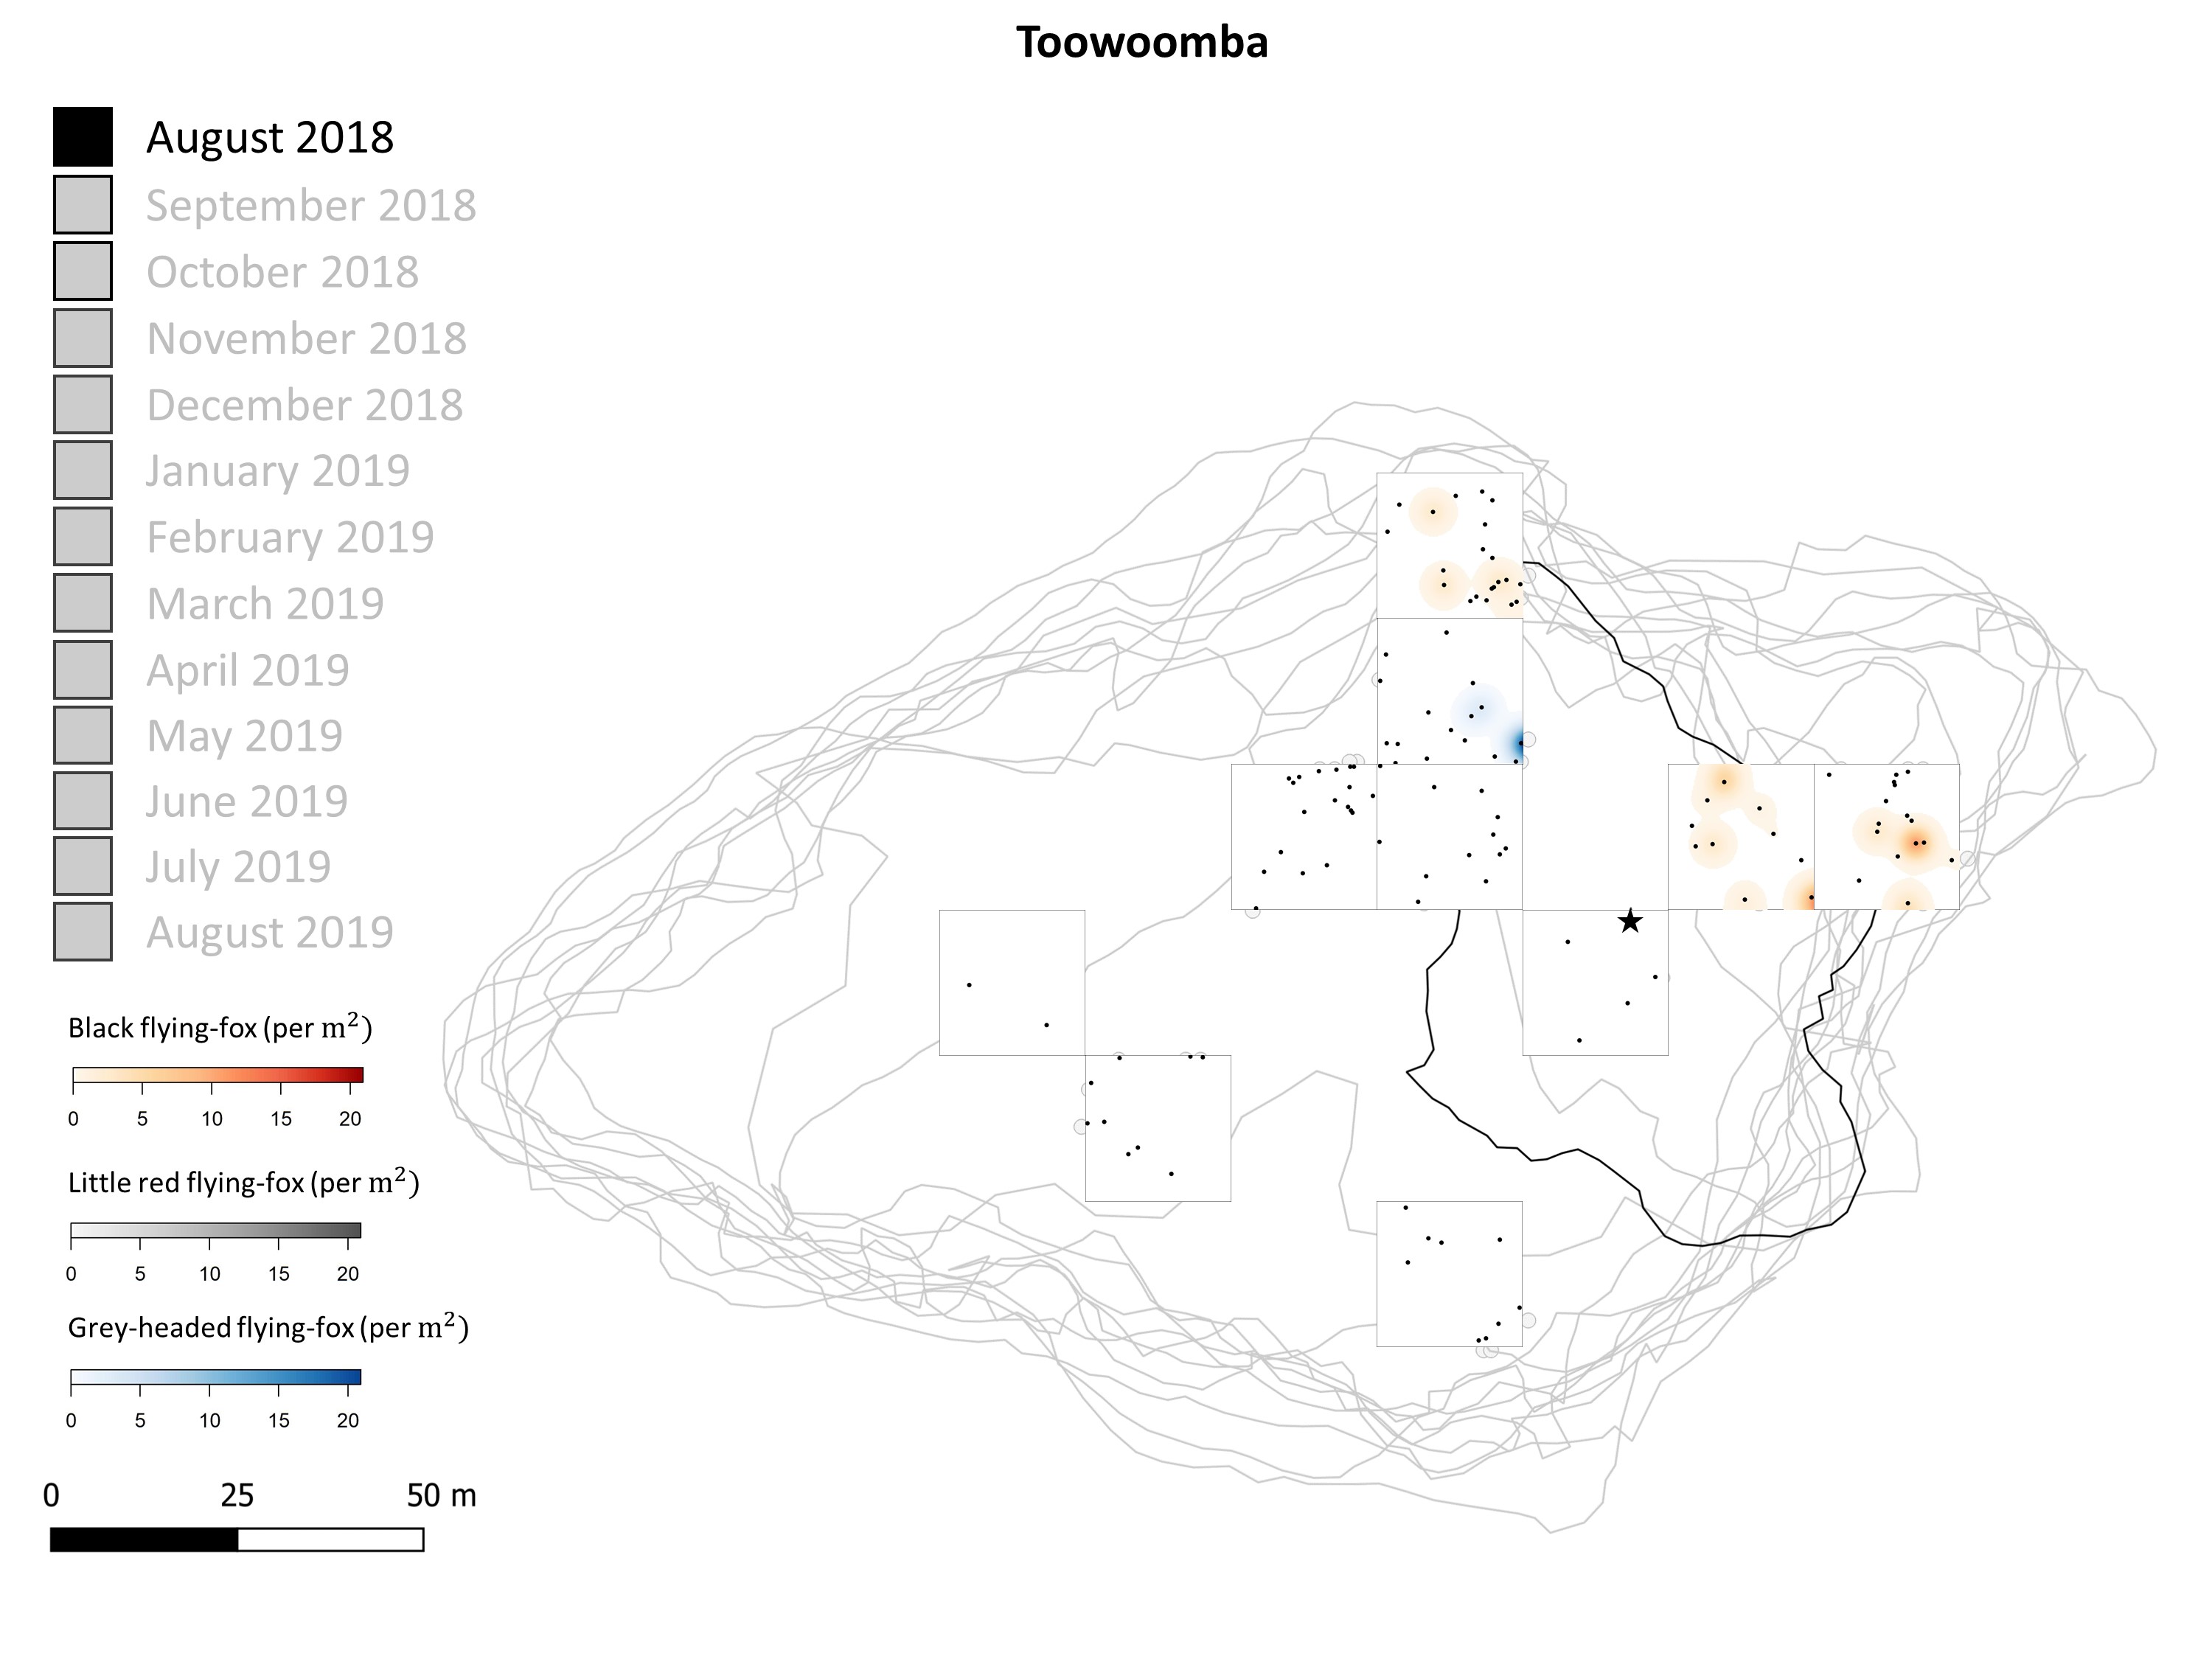 Toowoomba
August 2018
September 2018
October 2018
November 2018
December 2018
January 2019
February 2019
March 2019
April 2019
May 2019
June 2019
July 2019
August 2019
Black flying-fox (per m²)
0 5 10 15 20
Little red flying-fox (per m²)
0 5 10 15 20
Grey-headed flying-fox (per m²)
0 5 10 15 20
0 25 50 m